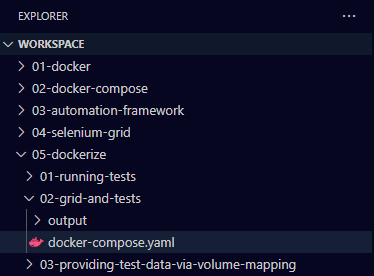 EXPLORER
WORKSPACE
01-docker
02-docker-compose
03-automation-framework
04-selenium-grid
05-dockerize
01-running-tests
02-grid-and-tests
output
docker-compose.yaml
03-providing-test-data-via-volume-mapping